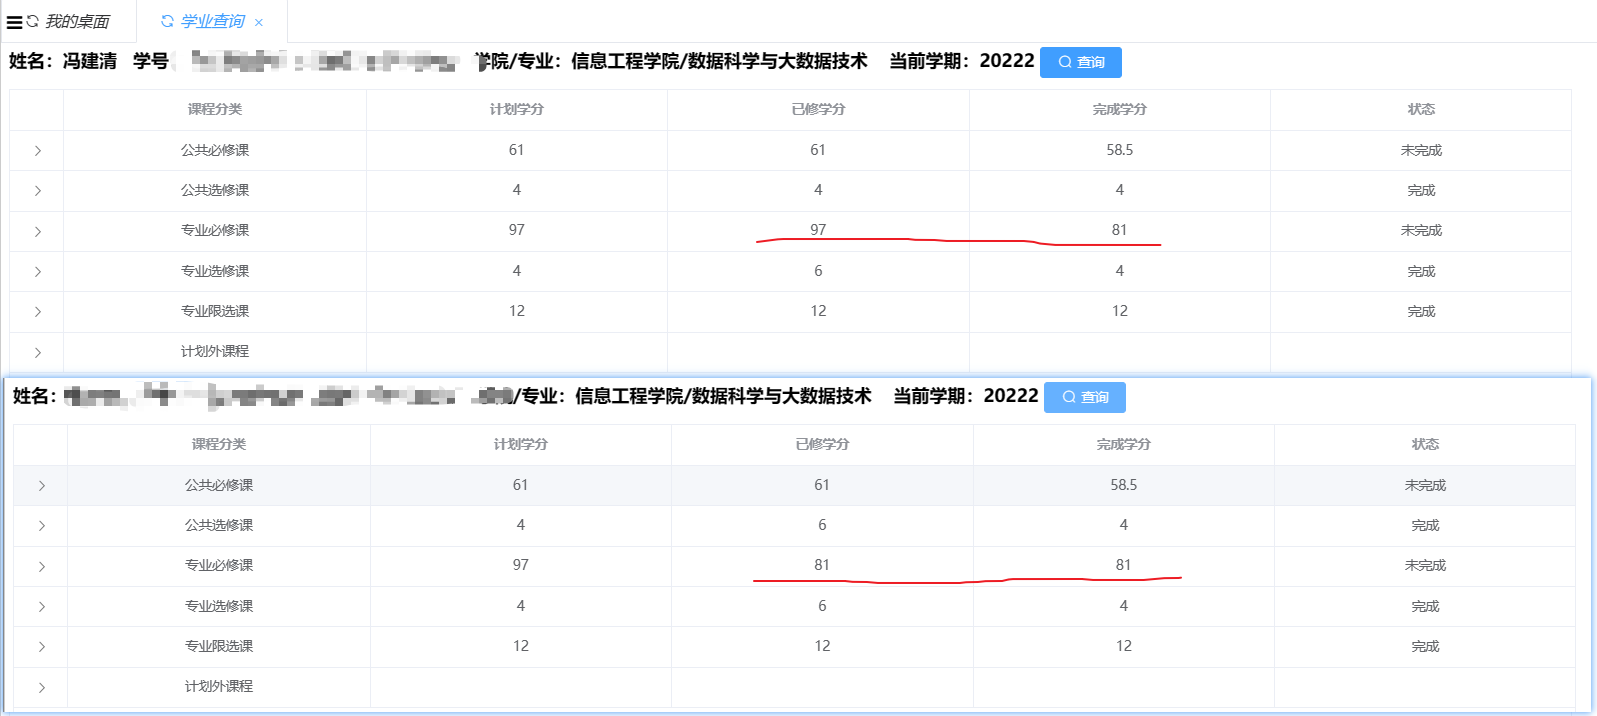 我的桌面 学业查询 ×
姓名：冯建清 学号 学院/专业：信息工程学院/数据科学与大数据技术 当前学期：20222 查询
课程分类 计划学分 已修学分 完成学分 状态
公共必修课 61 61 58.5 未完成
公共选修课 4 4 4 完成
专业必修课 97 97 81 未完成
专业选修课 4 6 4 完成
专业限选课 12 12 12 完成
计划外课程
姓名： /专业：信息工程学院/数据科学与大数据技术 当前学期：20222 查询
课程分类 计划学分 已修学分 完成学分 状态
公共必修课 61 61 58.5 未完成
公共选修课 4 6 4 完成
专业必修课 97 81 81 未完成
专业选修课 4 6 4 完成
专业限选课 12 12 12 完成
计划外课程